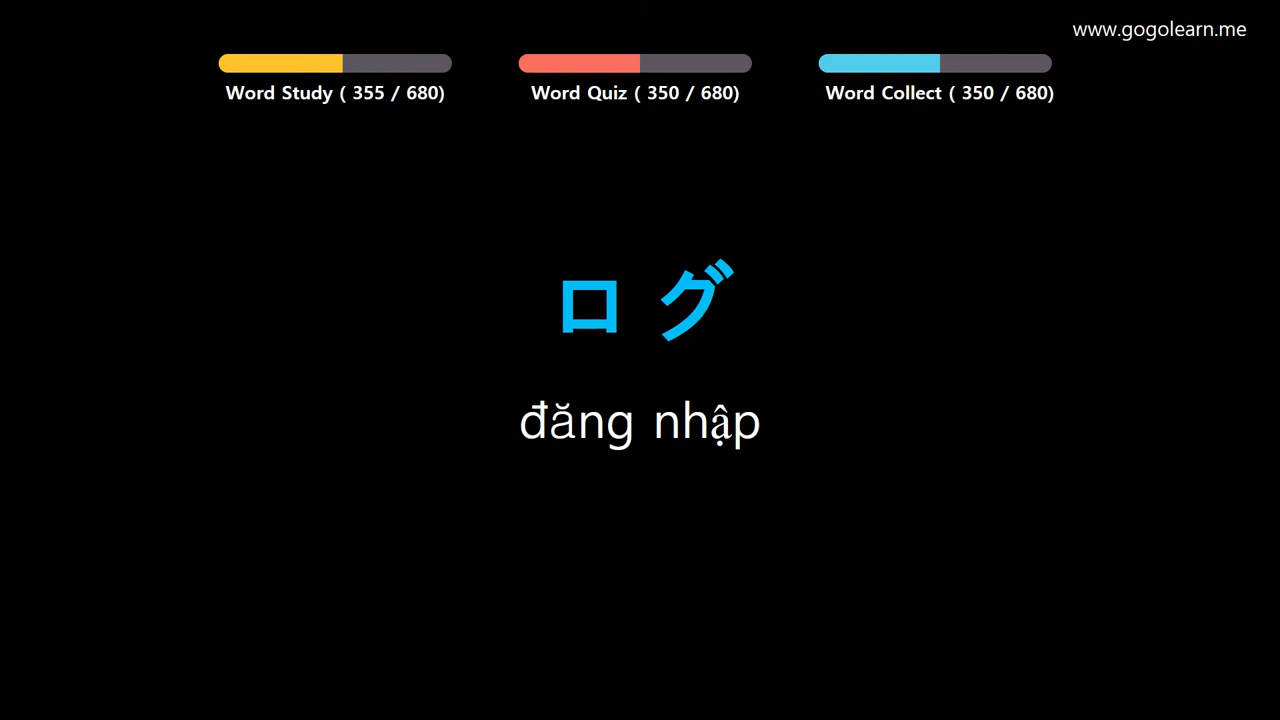 www.gogolearn.me
Word Study ( 355 / 680)
Word Quiz ( 350 / 680)
Word Collect ( 350 / 680)
ログ
đăng nhập